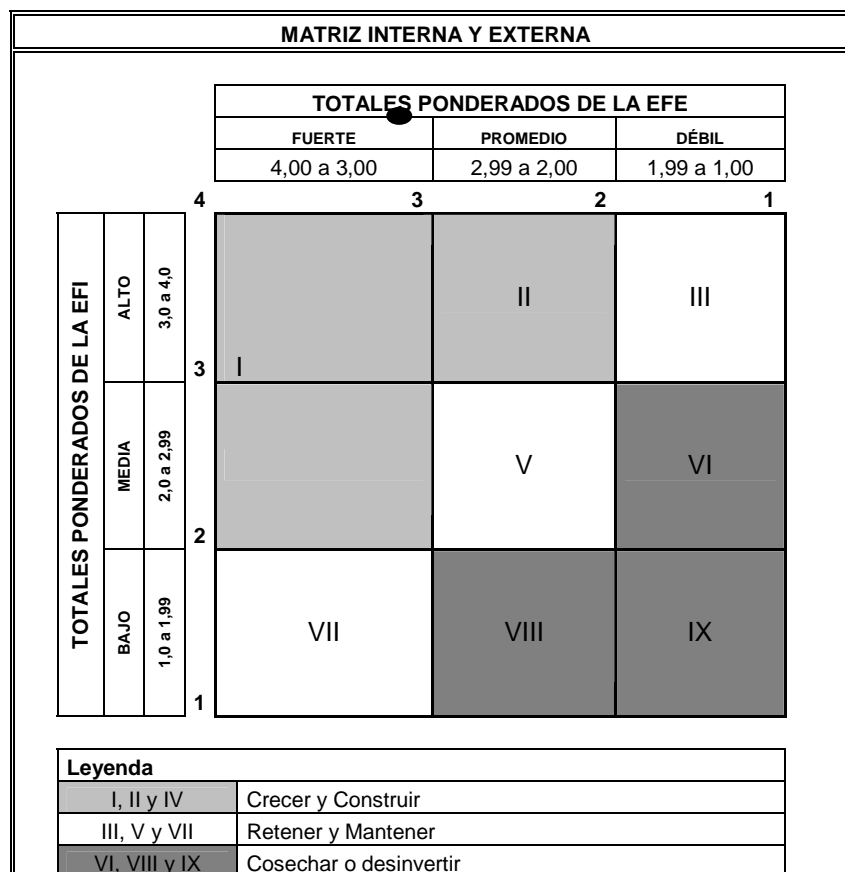 MATRIZ INTERNA Y EXTERNA
TOTALES PONDERADOS DE LA EFE
FUERTE PROMEDIO DÉBIL
4,00 a 3,00 2,99 a 2,00 1,99 a 1,00
4 3 2 1
TOTALES PONDERADOS DE LA EFI
ALTO 3,0 a 4,0
II III
3 I
MEDIA 2,0 a 2,99
V VI
2
BAJO 1,0 a 1,99
VII VIII IX
1
Leyenda
I, II y IV Crecer y Construir
III, V y VII Retener y Mantener
VI, VIII y IX Cosechar o desinvertir